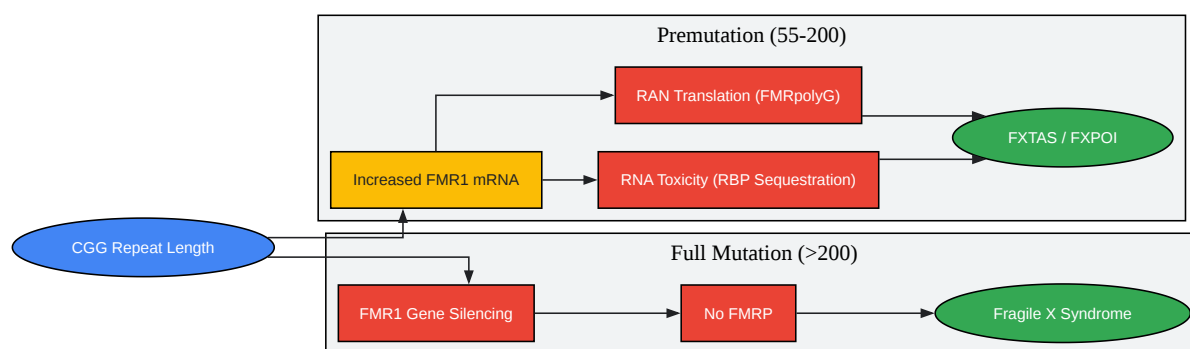 Premutation (55-200)
RAN Translation (FMRpolyG)
FXTAS / FXPOI
Increased FMR1 mRNA
RNA Toxicity (RBP Sequestration)
CGG Repeat Length
Full Mutation (>200)
FMR1 Gene Silencing
No FMRP
Fragile X Syndrome